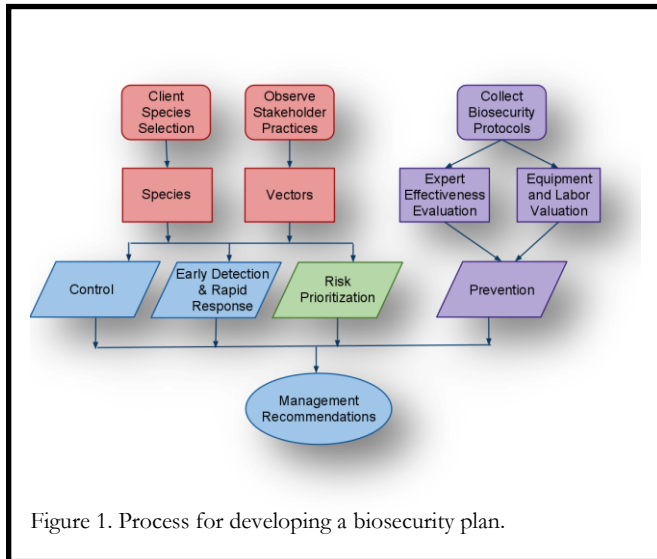 Client
Species
Selection
Observe
Stakeholder
Practices
Collect
Biosecurity
Protocols
Species
Vectors
Expert
Effectiveness
Evaluation
Equipment
and Labor
Valuation
Control
Early Detection
& Rapid
Response
Risk
Prioritization
Prevention
Management
Recommendations
Figure 1. Process for developing a biosecurity plan.